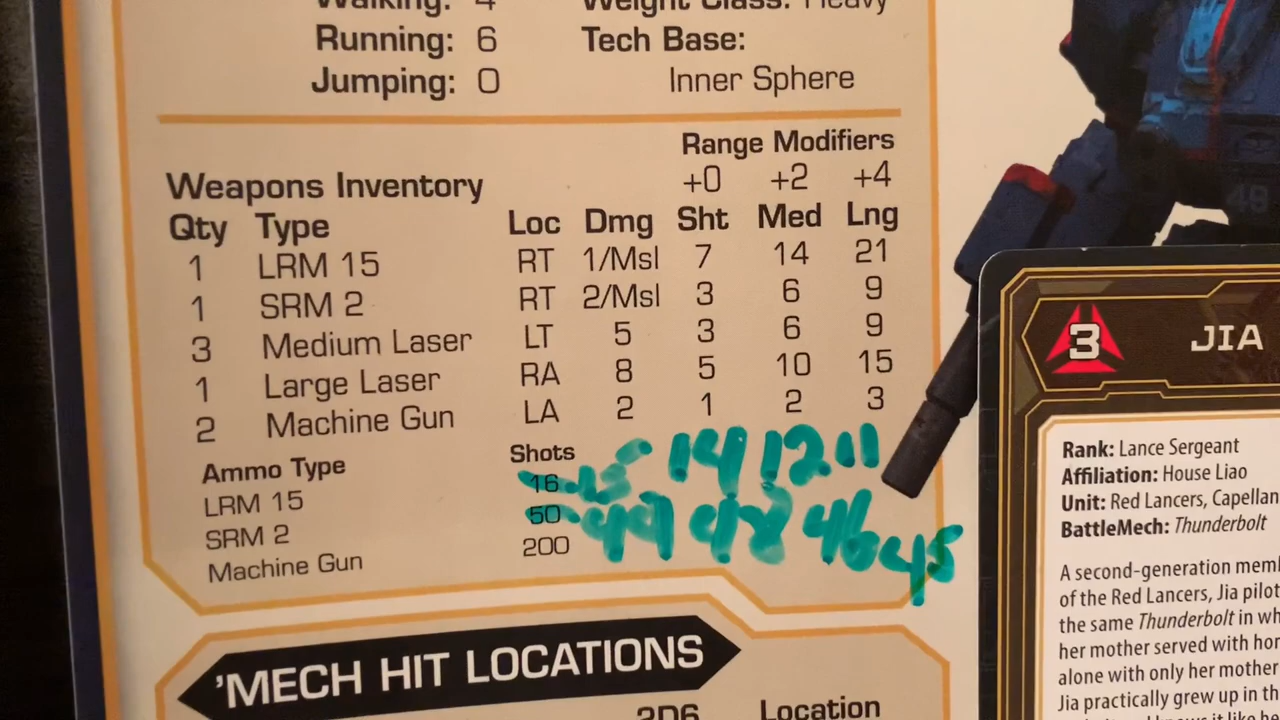 Walking: 4 Weight Class: Heavy
Running: 6 Tech Base:
Jumping: 0 Inner Sphere
Range Modifiers
Weapons Inventory +0 +2 +4
Qty Type Loc Dmg Sht Med Lng
1 LRM 15 RT 1/Msl 7 14 21
1 SRM 2 RT 2/Msl 3 6 9
3 Medium Laser LT 5 3 6 9
1 Large Laser RA 8 5 10 15
2 Machine Gun LA 2 1 2 3
Ammo Type Shots
LRM 15 16 15 14 12 11
SRM 2 50 49 48 46 45
Machine Gun 200
'MECH HIT LOCATIONS
2D6 Location
3 JIA
Rank: Lance Sergeant
Affiliation: House Liao
Unit: Red Lancers, Capellan
BattleMech: Thunderbolt
A second-generation
of the Red Lancers, Jia
the same Thunderbolt in
her mother served with
alone with only her mother
Jia practically grew up in